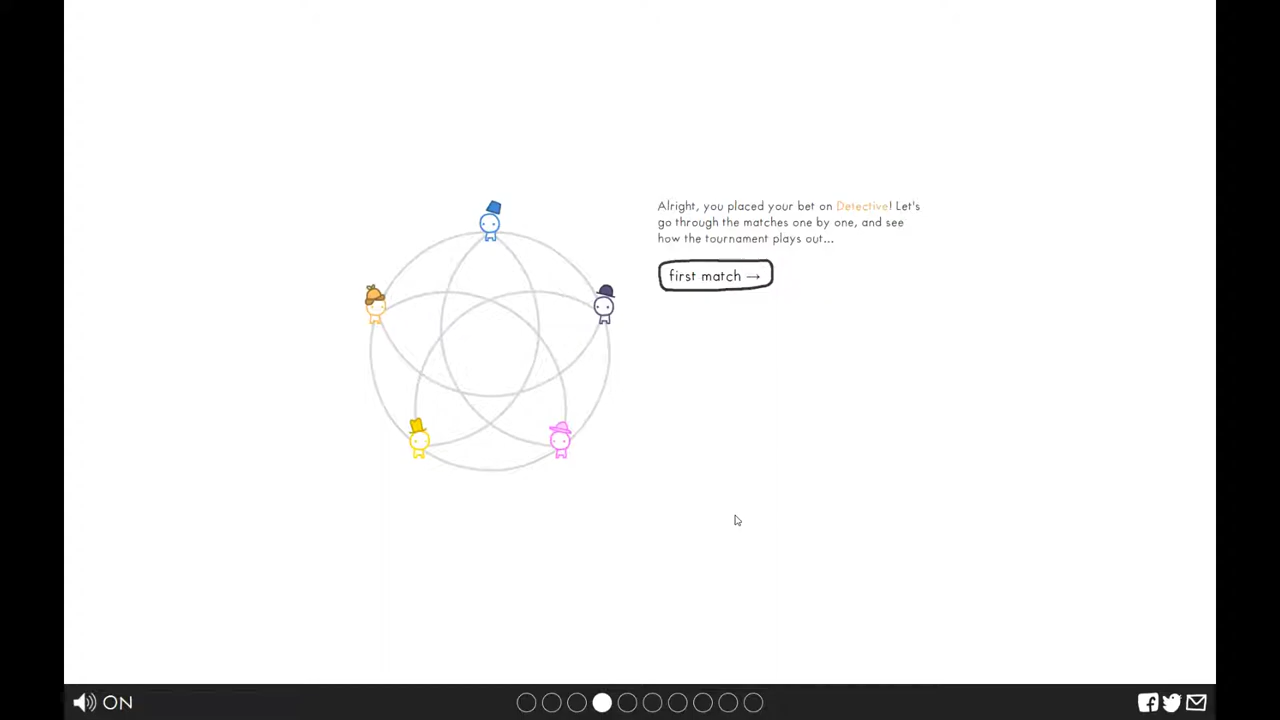 Alright, you placed your bet on Detective! Let's
go through the matches one by one, and see
how the tournament plays out...
first match →
ON